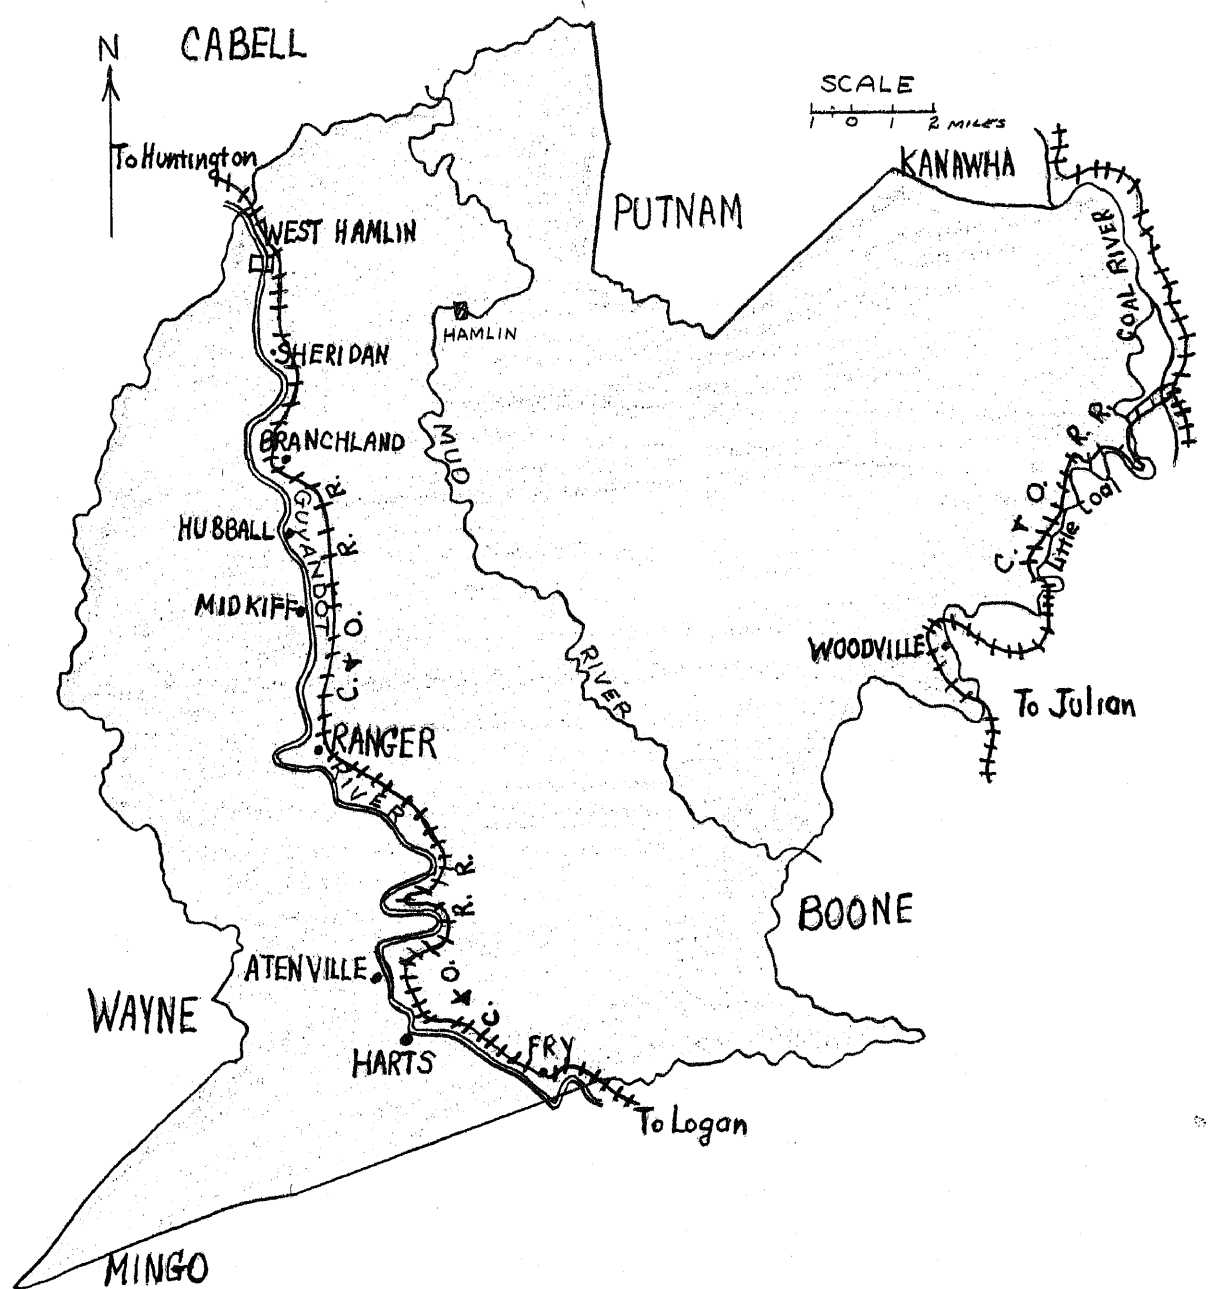 N
CABELL
SCALE
1 0 1 2 MILES
To Huntington
KANAWHA
PUTNAM
WEST HAMLIN
COAL RIVER
HAMLIN
SHERIDAN
BRANCHLAND
MUD RIVER
C. & O. R. R.
Little Coal
GUYANDOT RIVER
HUBBALL
C. & O. R. R.
MIDKIFF
WOODVILLE
To Julian
RANGER
BOONE
C. & O. R. R.
ATENVILLE
WAYNE
HARTS
FRY
To Logan
MINGO